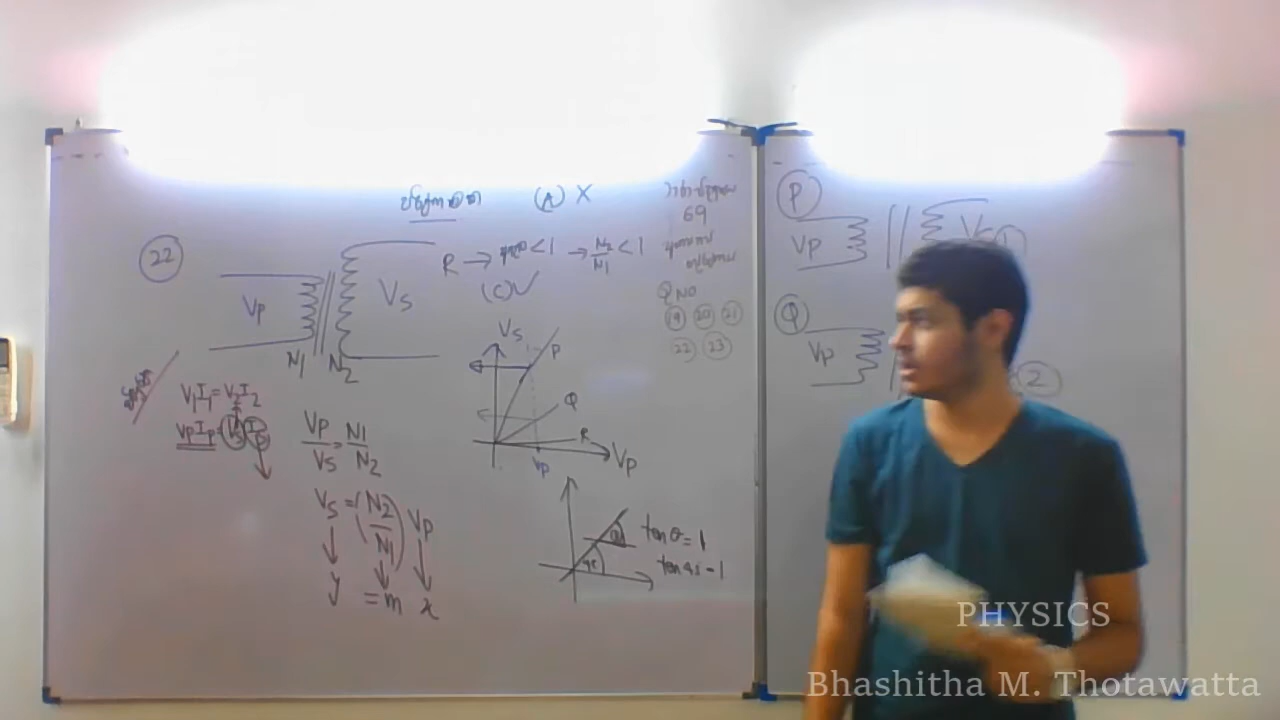 (A) X
22
R → < 1 → N2/N1 < 1
(C) ✓
VP
VS
N1 N2
V1I1 = V2I2
VPIP = VSIS
VP/VS = N1/N2
VS = (N2/N1) VP
y = m x
VS
P
Q
R
VP
VP
tan θ = 1
45
tan 45 = 1
69
Q NO
19 20 21
22 23
P
VP
VS
1
Q
VP
2
PHYSICS
Bhashitha M. Thotawatta